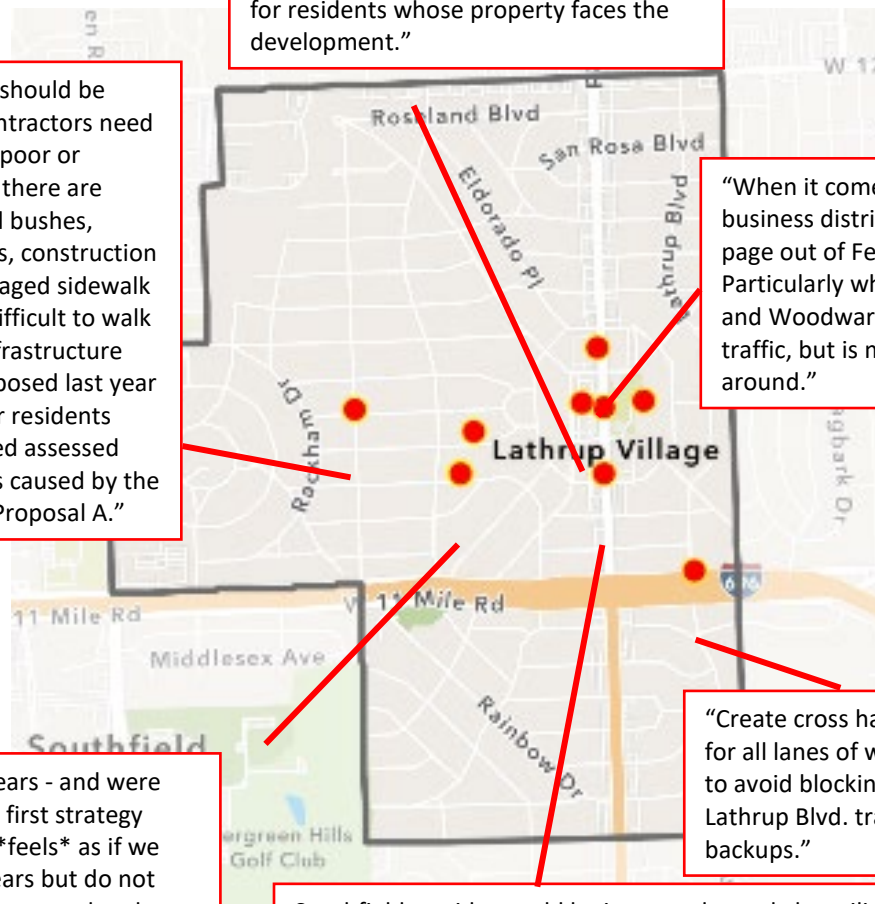 for residents whose property faces the
development.”
W 12
Roseland Blvd
San Rosa Blvd
Eldorado Pl
Lathrup Blvd
should be
ntractors need
poor or
there are
d bushes,
s, construction
aged sidewalk
ifficult to walk
frastructure
posed last year
r residents
ed assessed
s caused by the
Proposal A.”
“When it come
business distri
page out of Fe
Particularly wh
and Woodwar
traffic, but is n
around.”
Rackham Dr
Lathrup Village
agbark Dr
696
11 Mile Rd
W 11 Mile Rd
Middlesex Ave
Rainbow Dr
Southfield
ergreen Hills
Golf Club
“Create cross ha
for all lanes of w
to avoid blockin
Lathrup Blvd. tra
backups.”
ears - and were
first strategy
*feels* as if we
ears but do not